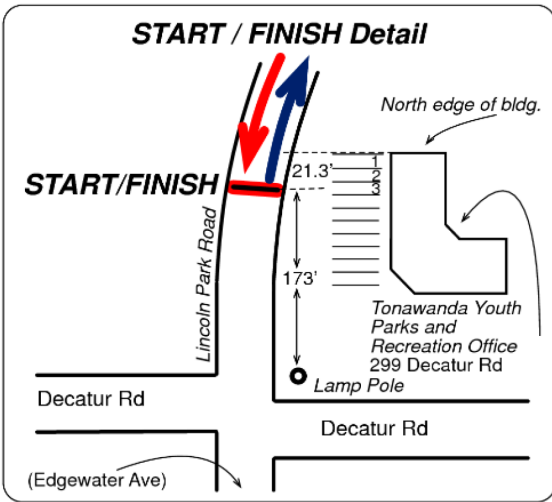 START / FINISH Detail
North edge of bldg.
1
21.3'
2
START/FINISH
3
Lincoln Park Road
173'
Tonawanda Youth
Parks and
Recreation Office
299 Decatur Rd
Lamp Pole
Decatur Rd
Decatur Rd
(Edgewater Ave)